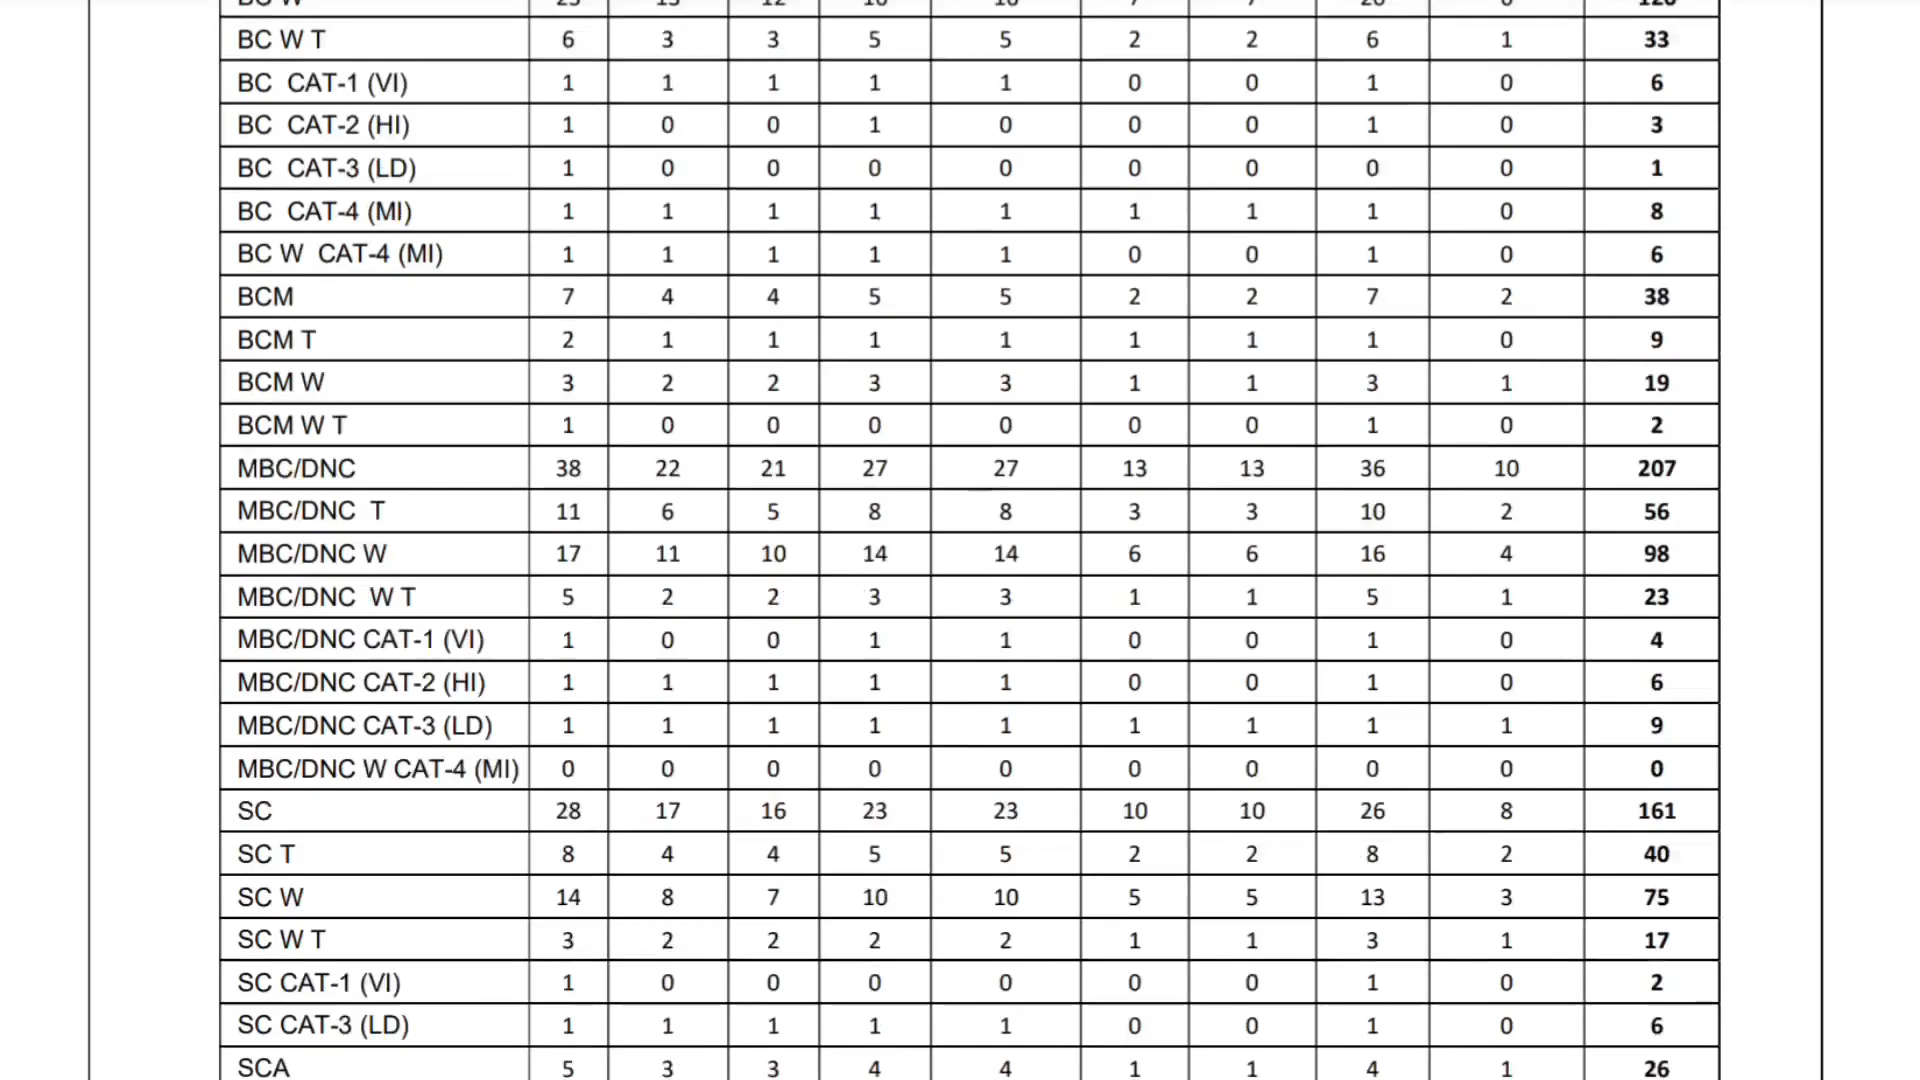 BC W T 6 3 3 5 5 2 2 6 1 33
BC CAT-1 (VI) 1 1 1 1 1 0 0 1 0 6
BC CAT-2 (HI) 1 0 0 1 0 0 0 1 0 3
BC CAT-3 (LD) 1 0 0 0 0 0 0 0 0 1
BC CAT-4 (MI) 1 1 1 1 1 1 1 1 0 8
BC W CAT-4 (MI) 1 1 1 1 1 0 0 1 0 6
BCM 7 4 4 5 5 2 2 7 2 38
BCM T 2 1 1 1 1 1 1 1 0 9
BCM W 3 2 2 3 3 1 1 3 1 19
BCM W T 1 0 0 0 0 0 0 1 0 2
MBC/DNC 38 22 21 27 27 13 13 36 10 207
MBC/DNC T 11 6 5 8 8 3 3 10 2 56
MBC/DNC W 17 11 10 14 14 6 6 16 4 98
MBC/DNC W T 5 2 2 3 3 1 1 5 1 23
MBC/DNC CAT-1 (VI) 1 0 0 1 1 0 0 1 0 4
MBC/DNC CAT-2 (HI) 1 1 1 1 1 0 0 1 0 6
MBC/DNC CAT-3 (LD) 1 1 1 1 1 1 1 1 1 9
MBC/DNC W CAT-4 (MI) 0 0 0 0 0 0 0 0 0 0
SC 28 17 16 23 23 10 10 26 8 161
SC T 8 4 4 5 5 2 2 8 2 40
SC W 14 8 7 10 10 5 5 13 3 75
SC W T 3 2 2 2 2 1 1 3 1 17
SC CAT-1 (VI) 1 0 0 0 0 0 0 1 0 2
SC CAT-3 (LD) 1 1 1 1 1 0 0 1 0 6
SCA 5 3 3 4 4 1 1 4 1 26